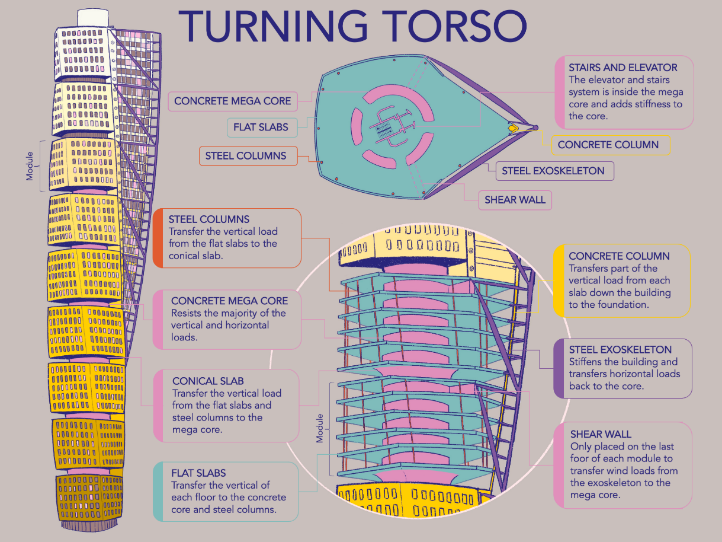 TURNING TORSO
STAIRS AND ELEVATOR
The elevator and stairs
system is inside the mega
core and adds stiffness to
the core.
CONCRETE MEGA CORE
FLAT SLABS
STEEL COLUMNS
CONCRETE COLUMN
STEEL EXOSKELETON
SHEAR WALL
Module
STEEL COLUMNS
Transfer the vertical load
from the flat slabs to the
conical slab.
CONCRETE MEGA CORE
Resists the majority of the
vertical and horizontal
loads.
CONICAL SLAB
Transfer the vertical load
from the flat slabs and
steel columns to the
mega core.
FLAT SLABS
Transfer the vertical of
each floor to the concrete
core and steel columns.
Module
CONCRETE COLUMN
Transfers part of the
vertical load from each
slab down the building
to the foundation.
STEEL EXOSKELETON
Stiffens the building and
transfers horizontal loads
back to the core.
SHEAR WALL
Only placed on the last
foor of each module to
transfer wind loads from
the exoskeleton to the
mega core.